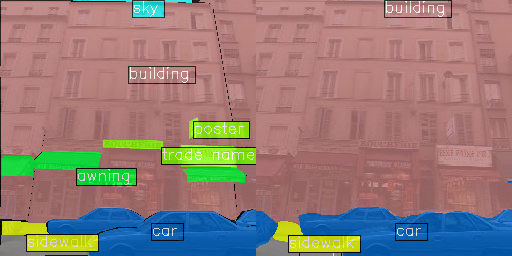 sky
building
building
poster
trade name
awning
car
car
sidewalk
sidewalk